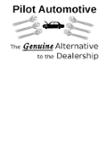 Pilot Automotive
The Genuine Alternative
to the Dealership